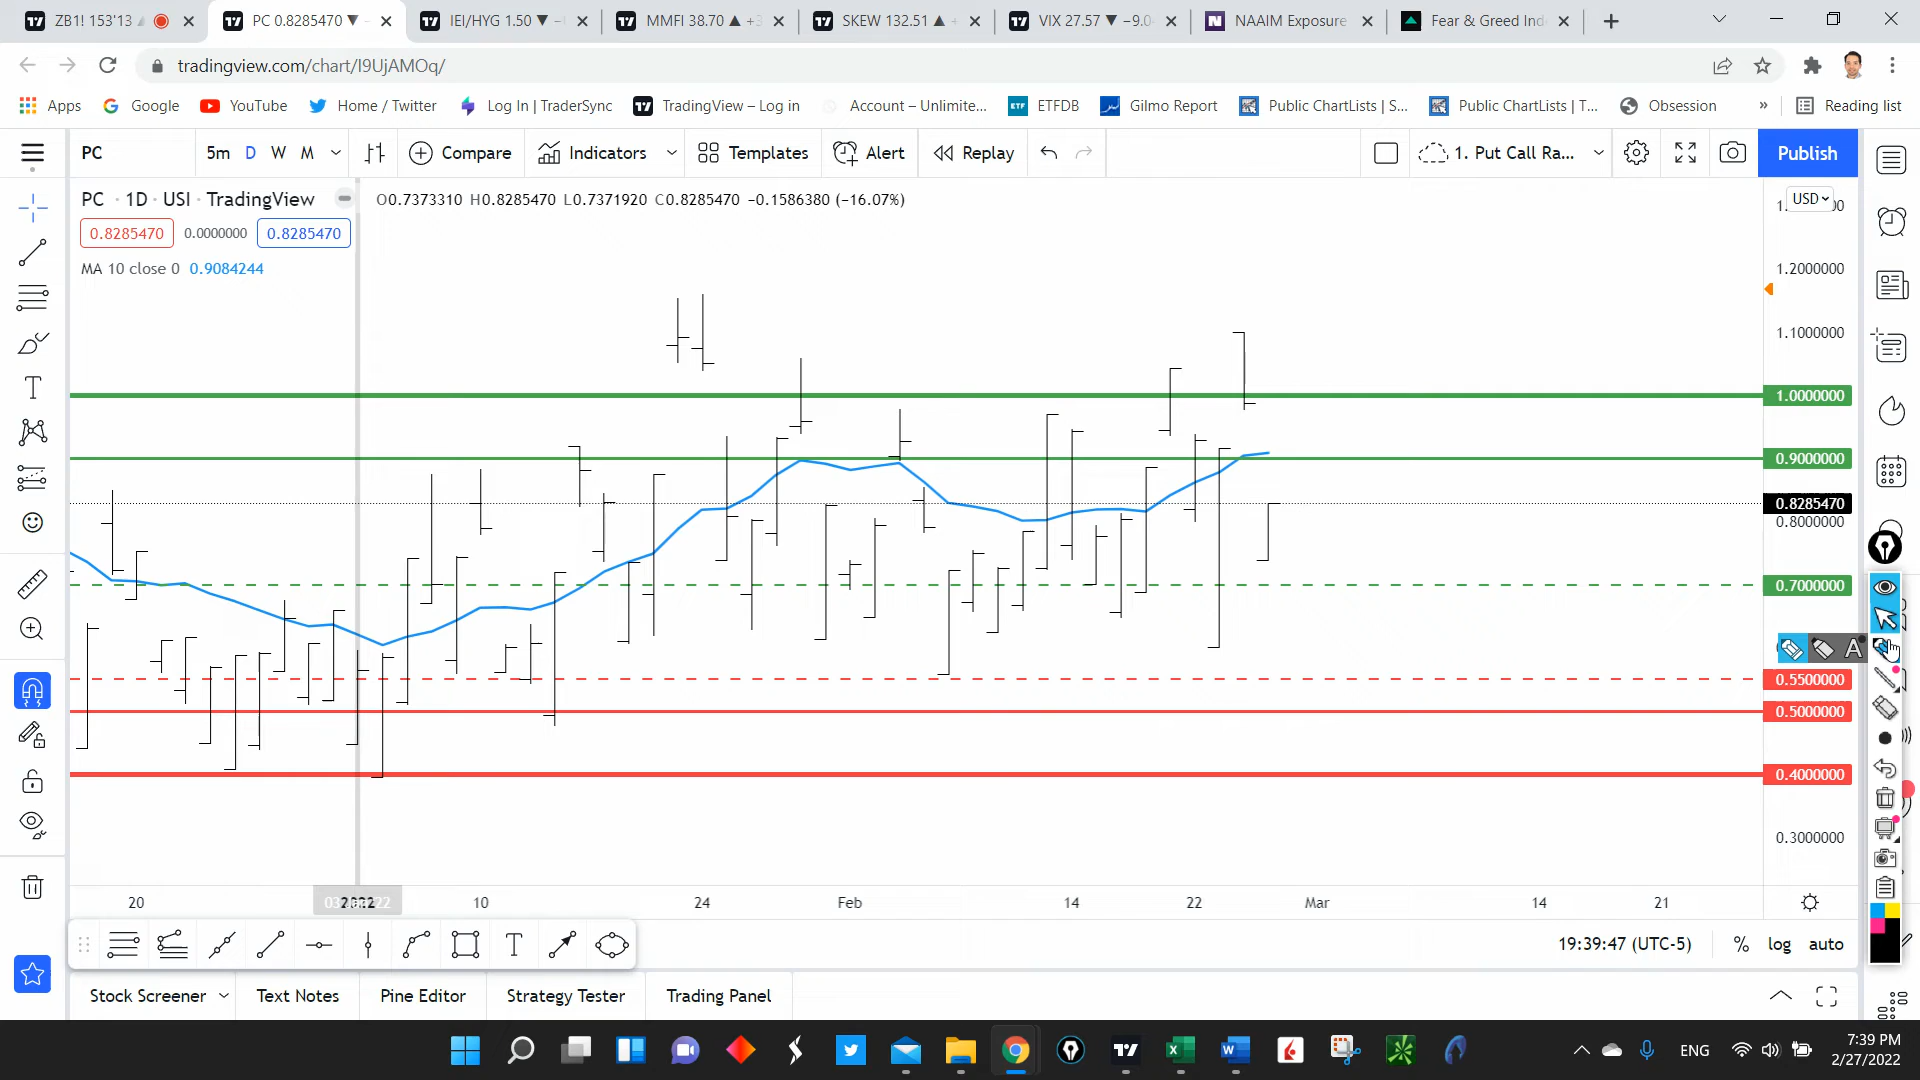 ZB1! 153'13
PC 0.8285470 ▼
IEI/HYG 1.50 ▼
MMFI 38.70 ▲
SKEW 132.51 ▲
VIX 27.57 ▼ −9.0
NAAIM Exposure
Fear & Greed Ind
tradingview.com/chart/I9UjAMOq/
Apps
Google
YouTube
Home / Twitter
Log In | TraderSync
TradingView – Log in
Account – Unlimite...
ETFDB
Gilmo Report
Public ChartLists | S...
Public ChartLists | T...
Obsession
»
Reading list
PC
5m
D
W
M
Compare
Indicators
Templates
Alert
Replay
1. Put Call Ra...
Publish
PC · 1D · USI · TradingView
O0.7373310 H0.8285470 L0.7371920 C0.8285470 −0.1586380 (−16.07%)
USD
0.8285470
0.0000000
0.8285470
MA 10 close 0 0.9084244
1.2000000
1.1000000
1.0000000
0.9000000
0.8285470
0.8000000
0.7000000
A
0.5500000
0.5000000
0.4000000
0.3000000
20
2022
10
24
Feb
14
22
Mar
14
21
19:39:47 (UTC-5)
%
log
auto
Stock Screener
Text Notes
Pine Editor
Strategy Tester
Trading Panel
ENG
7:39 PM
2/27/2022